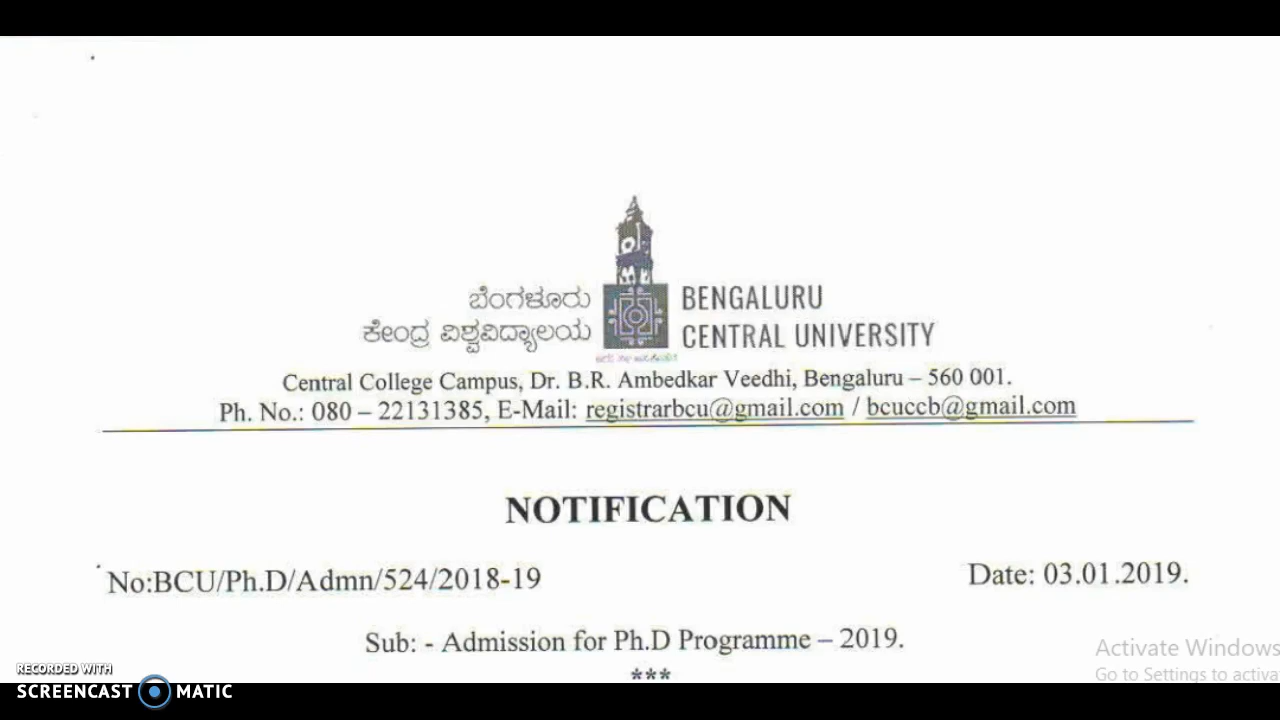 ಬೆಂಗಳೂರು
ಕೇಂದ್ರ ವಿಶ್ವವಿದ್ಯಾಲಯ
BENGALURU
CENTRAL UNIVERSITY
Central College Campus, Dr. B.R. Ambedkar Veedhi, Bengaluru – 560 001.
Ph. No.: 080 – 22131385, E-Mail: registrarbcu@gmail.com / bcuccb@gmail.com
NOTIFICATION
No:BCU/Ph.D/Admn/524/2018-19 Date: 03.01.2019.
Sub: - Admission for Ph.D Programme – 2019.
***
Activate Windows
Go to Settings to activa
RECORDED WITH
SCREENCAST MATIC